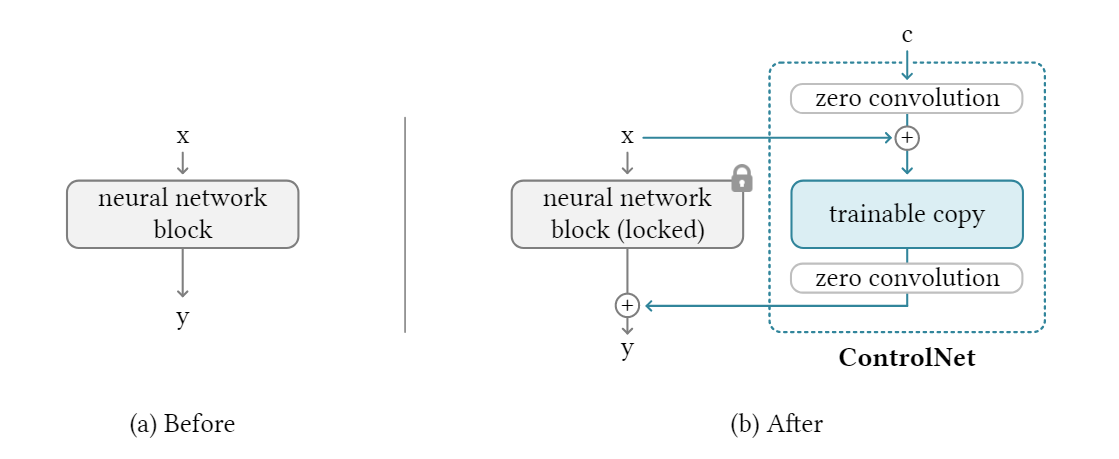 x
neural network
block
y
(a) Before
c
zero convolution
x
+
neural network
block (locked)
trainable copy
zero convolution
+
y
ControlNet
(b) After